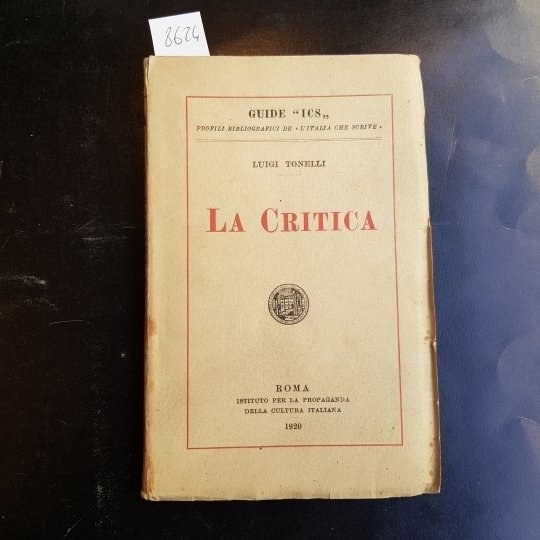 8624
GUIDE "ICS„
PROFILI BIBLIOGRAFICI DE «L'ITALIA CHE SCRIVE»
LUIGI TONELLI
LA CRITICA
ROMA
ISTITUTO PER LA PROPAGANDA
DELLA CULTURA ITALIANA
1920